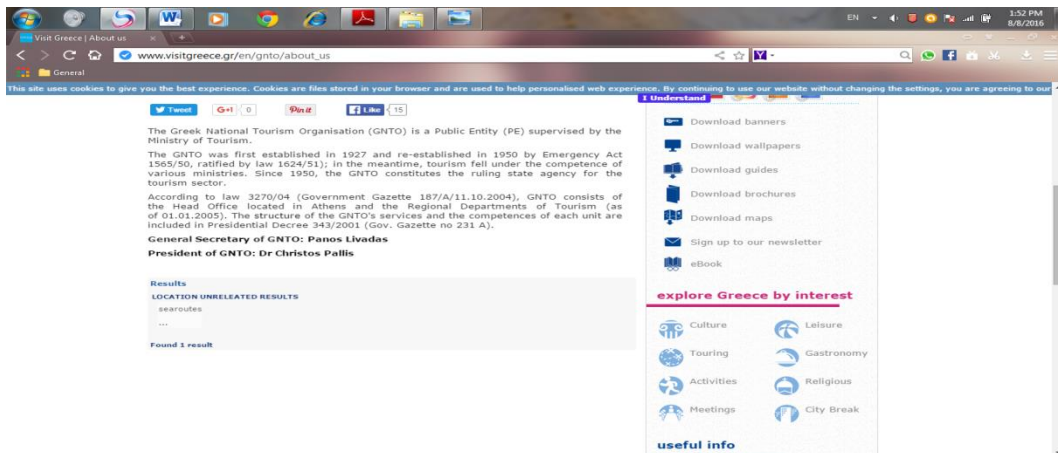 EN
1:52 PM
8/8/2016
Visit Greece | About us
www.visitgreece.gr/en/gnto/about_us
General
This site uses cookies to give you the best experience. Cookies are files stored in your browser and are used to help personalised web experience. By continuing to use our website without changing the settings, you are agreeing to our
I Understand
Tweet
G+1 0
Pin it
Like 15
The Greek National Tourism Organisation (GNTO) is a Public Entity (PE) supervised by the
Ministry of Tourism.
The GNTO was first established in 1927 and re-established in 1950 by Emergency Act
1565/50, ratified by law 1624/51); in the meantime, tourism fell under the competence of
various ministries. Since 1950, the GNTO constitutes the ruling state agency for the
tourism sector.
According to law 3270/04 (Government Gazette 187/A/11.10.2004), GNTO consists of
the Head Office located in Athens and the Regional Departments of Tourism (as
of 01.01.2005). The structure of the GNTO's services and the competences of each unit are
included in Presidential Decree 343/2001 (Gov. Gazette no 231 A).
General Secretary of GNTO: Panos Livadas
President of GNTO: Dr Christos Pallis
Results
LOCATION UNRELEATED RESULTS
searoutes
...
Found 1 result
Download banners
Download wallpapers
Download guides
Download brochures
Download maps
Sign up to our newsletter
eBook
explore Greece by interest
Culture
Leisure
Touring
Gastronomy
Activities
Religious
Meetings
City Break
useful info